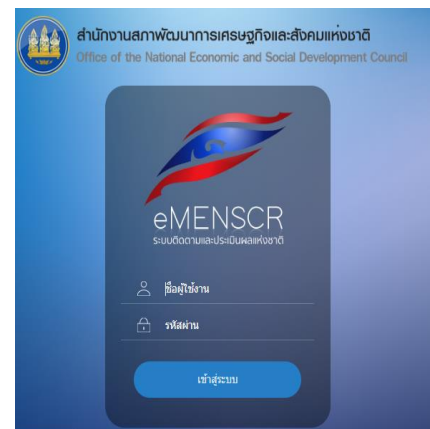 สำนักงานสภาพัฒนาการเศรษฐกิจและสังคมแห่งชาติ
Office of the National Economic and Social Development Council
eMENSCR
ระบบติดตามและประเมินผลแห่งชาติ
ชื่อผู้ใช้งาน
รหัสผ่าน
เข้าสู่ระบบ